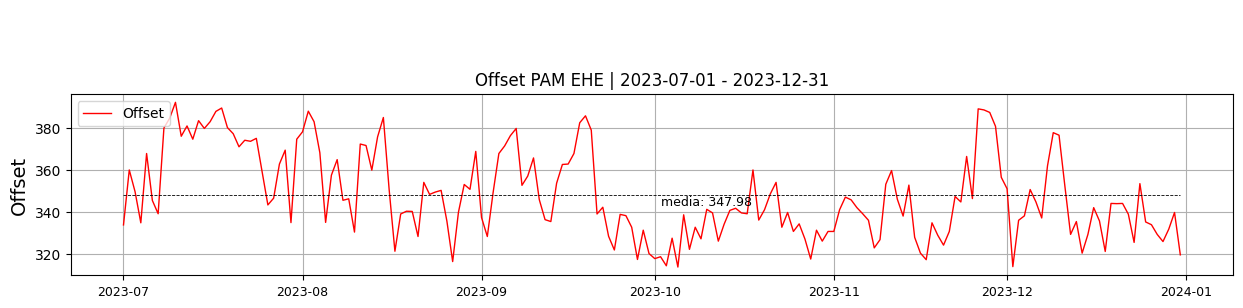 Offset PAM EHE | 2023-07-01 - 2023-12-31
Offset
Offset
380
360
340
320
media: 347.98
2023-07 2023-08 2023-09 2023-10 2023-11 2023-12 2024-01